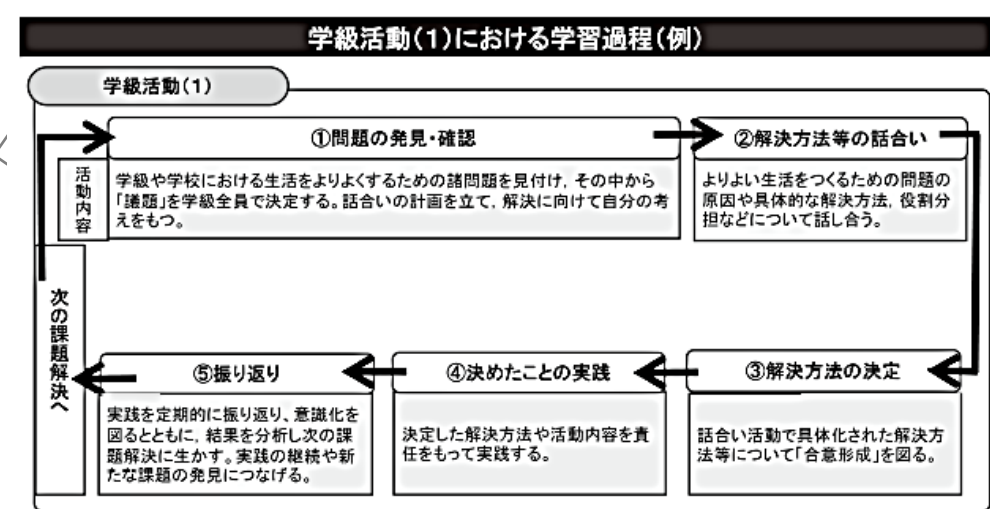 学級活動(1)における学習過程(例)
学級活動(1)
①問題の発見・確認
活動内容
学級や学校における生活をよりよくするための諸問題を見付け，その中から
「議題」を学級全員で決定する。話合いの計画を立て，解決に向けて自分の考
えをもつ。
②解決方法等の話合い
よりよい生活をつくるための問題の
原因や具体的な解決方法，役割分
担などについて話し合う。
③解決方法の決定
話合い活動で具体化された解決方
法等について「合意形成」を図る。
④決めたことの実践
決定した解決方法や活動内容を責
任をもって実践する。
⑤振り返り
実践を定期的に振り返り、意識化を
図るとともに，結果を分析し次の課
題解決に生かす。実践の継続や新
たな課題の発見につなげる。
次の課題解決へ